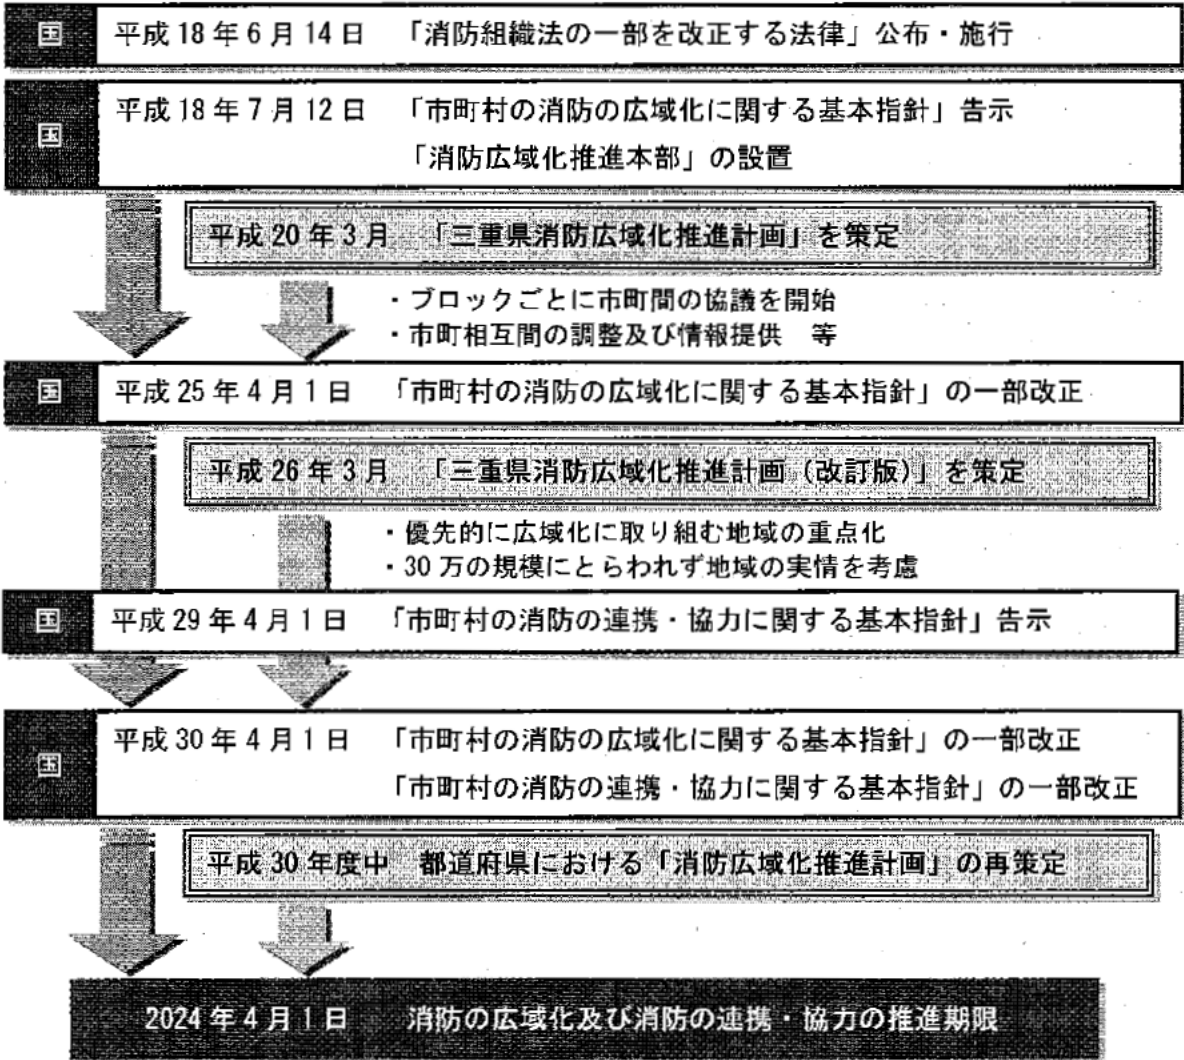 国 平成18年6月14日 「消防組織法の一部を改正する法律」公布・施行
国 平成18年7月12日 「市町村の消防の広域化に関する基本指針」告示
「消防広域化推進本部」の設置
平成20年3月 「三重県消防広域化推進計画」を策定
・ブロックごとに市町間の協議を開始
・市町相互間の調整及び情報提供 等
国 平成25年4月1日 「市町村の消防の広域化に関する基本指針」の一部改正
平成26年3月 「三重県消防広域化推進計画（改訂版）」を策定
・優先的に広域化に取り組む地域の重点化
・30万の規模にとらわれず地域の実情を考慮
国 平成29年4月1日 「市町村の消防の連携・協力に関する基本指針」告示
国 平成30年4月1日 「市町村の消防の広域化に関する基本指針」の一部改正
「市町村の消防の連携・協力に関する基本指針」の一部改正
平成30年度中 都道府県における「消防広域化推進計画」の再策定
2024年4月1日 消防の広域化及び消防の連携・協力の推進期限